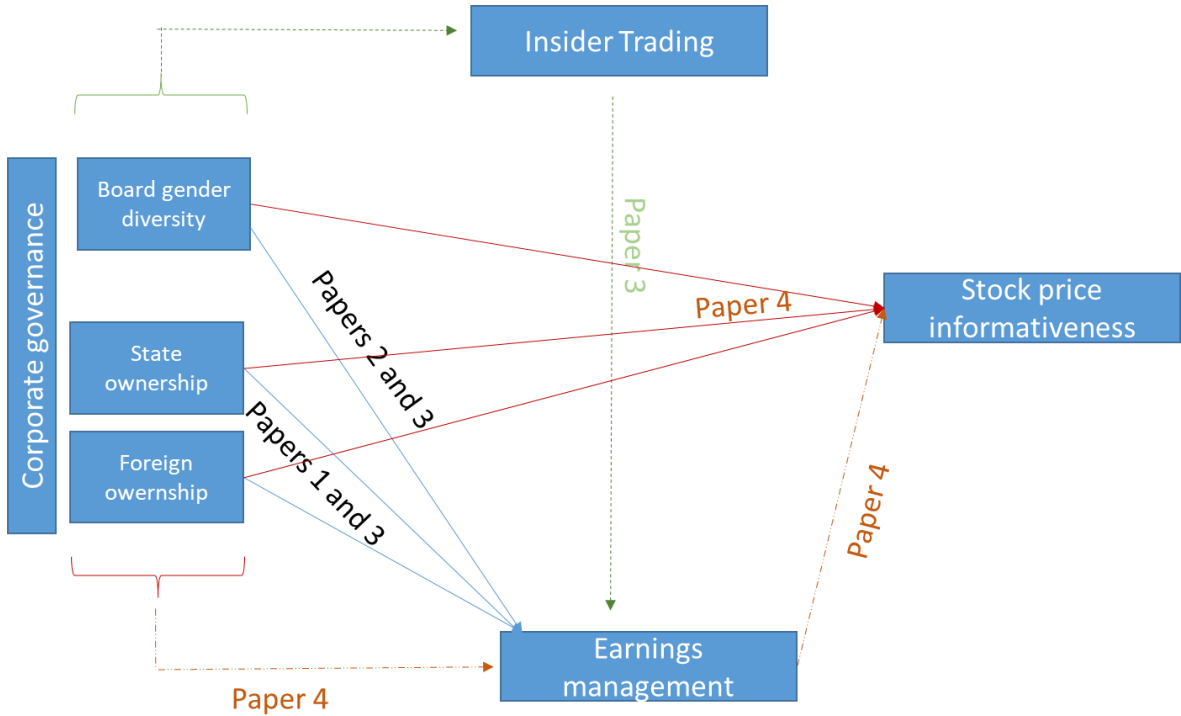 Insider Trading
Corporate governance
Board gender
diversity
State
ownership
Foreign
owernship
Papers 2 and 3
Papers 1 and 3
Paper 3
Paper 4
Stock price
informativeness
Paper 4
Earnings
management
Paper 4